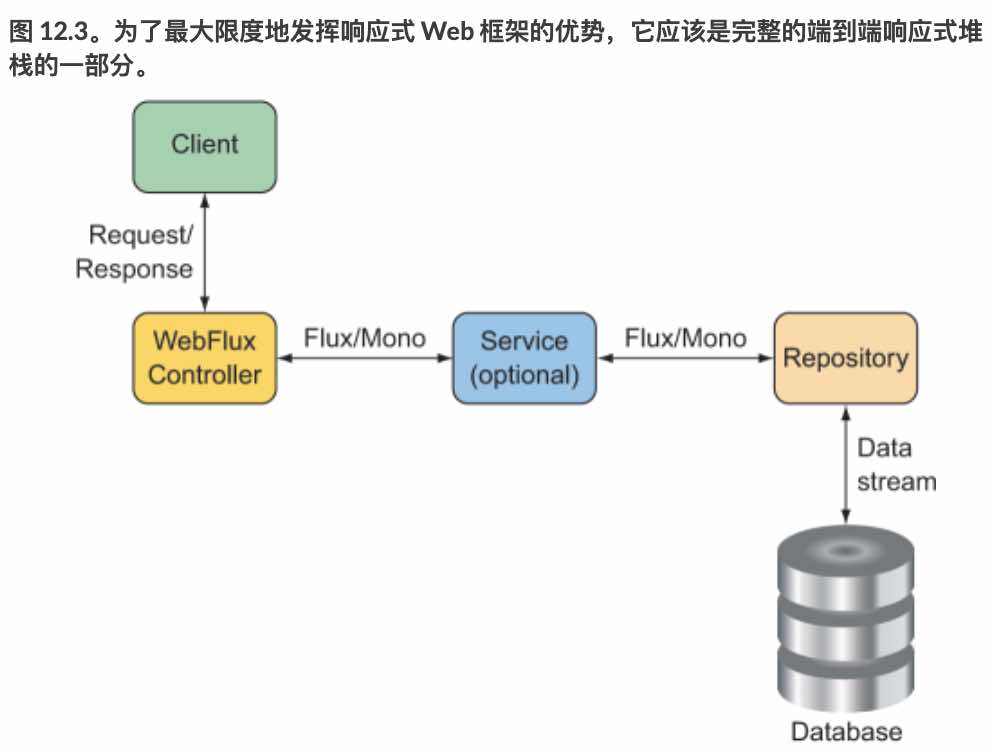 图 12.3。为了最大限度地发挥响应式 Web 框架的优势，它应该是完整的端到端响应式堆
栈的一部分。
Client
Request/
Response
WebFlux
Controller
Flux/Mono
Service
(optional)
Flux/Mono
Repository
Data
stream
Database